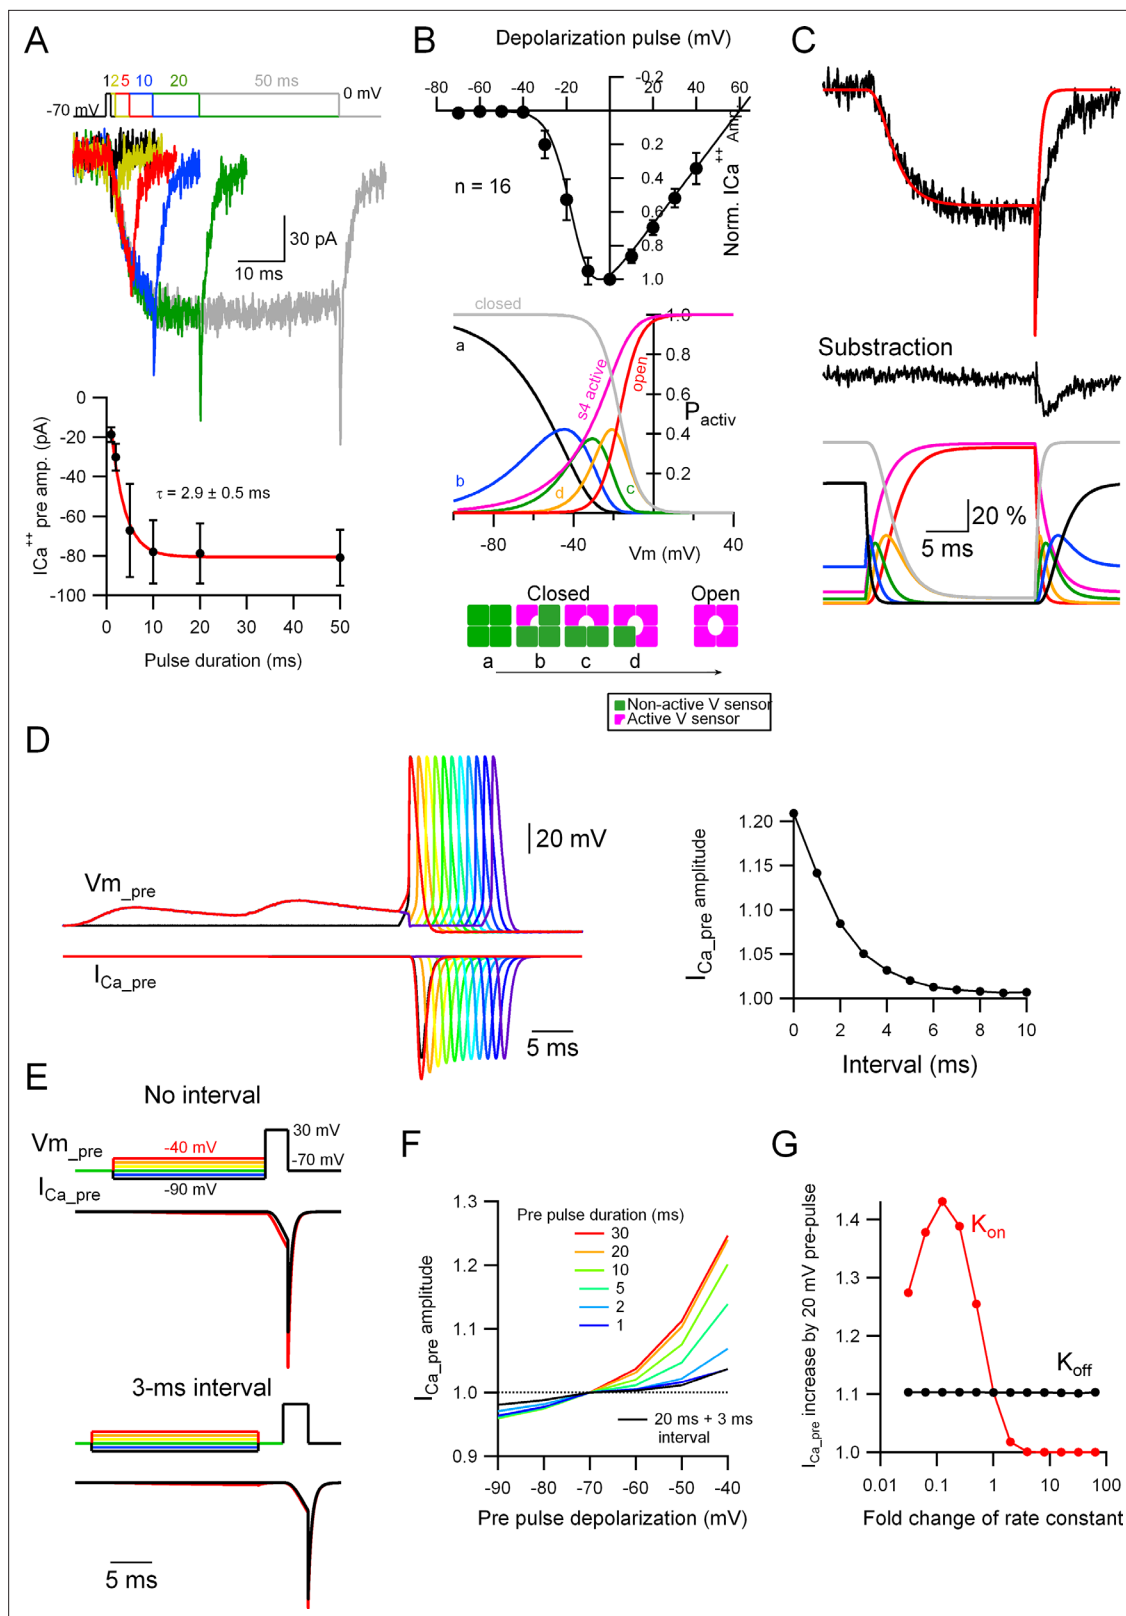 A
1 2 5 10 20 50 ms
-70 mV
0 mV
30 pA
10 ms
0
-20
-40
-60
-80
-100
ICa++ pre amp. (pA)
τ = 2.9 ± 0.5 ms
0 10 20 30 40 50
Pulse duration (ms)
B
Depolarization pulse (mV)
-80 -60 -40 -20 0 20 40 60
-0.2
0.2
0.4
0.6
0.8
1.0
Norm. ICa++ Amp
n = 16
closed
a
b
s4 active
d
c
open
1.0
0.8
0.6
0.4
0.2
Pactiv
-80 -40 Vm (mV) 40
Closed
Open
a b c d
Non-active V sensor
Active V sensor
C
Substraction
20 %
5 ms
D
20 mV
Vm_pre
ICa_pre
5 ms
ICa_pre amplitude
1.20
1.15
1.10
1.05
1.00
0 2 4 6 8 10
Interval (ms)
E
No interval
Vm_pre
-40 mV
30 mV
-70 mV
ICa_pre
-90 mV
3-ms interval
5 ms
F
1.3
1.2
1.1
1.0
0.9
ICa_pre amplitude
Pre pulse duration (ms)
30
20
10
5
2
1
20 ms + 3 ms
interval
-90 -80 -70 -60 -50 -40
Pre pulse depolarization (mV)
G
ICa_pre increase by 20 mV pre-pulse
1.4
1.3
1.2
1.1
1.0
Kon
Koff
0.01 0.1 1 10 100
Fold change of rate constant